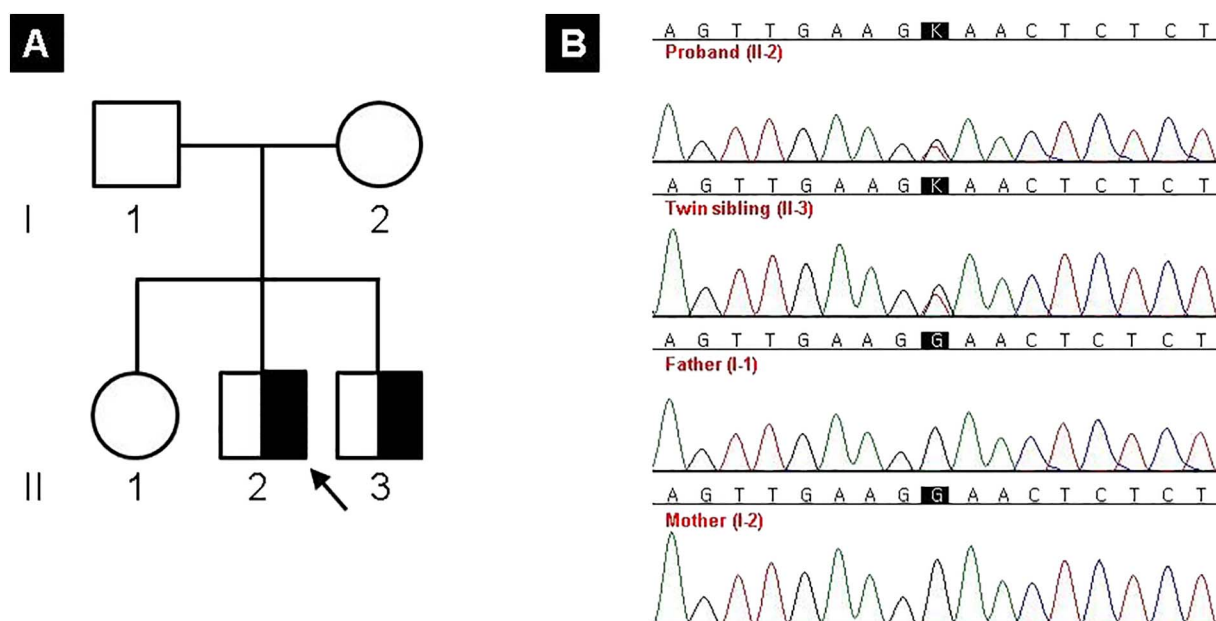 A
I
1
2
II
1
2
3
B
A G T T G A A G K A A C T C T C T
Proband (II-2)
A G T T G A A G K A A C T C T C T
Twin sibling (II-3)
A G T T G A A G G A A C T C T C T
Father (I-1)
A G T T G A A G G A A C T C T C T
Mother (I-2)